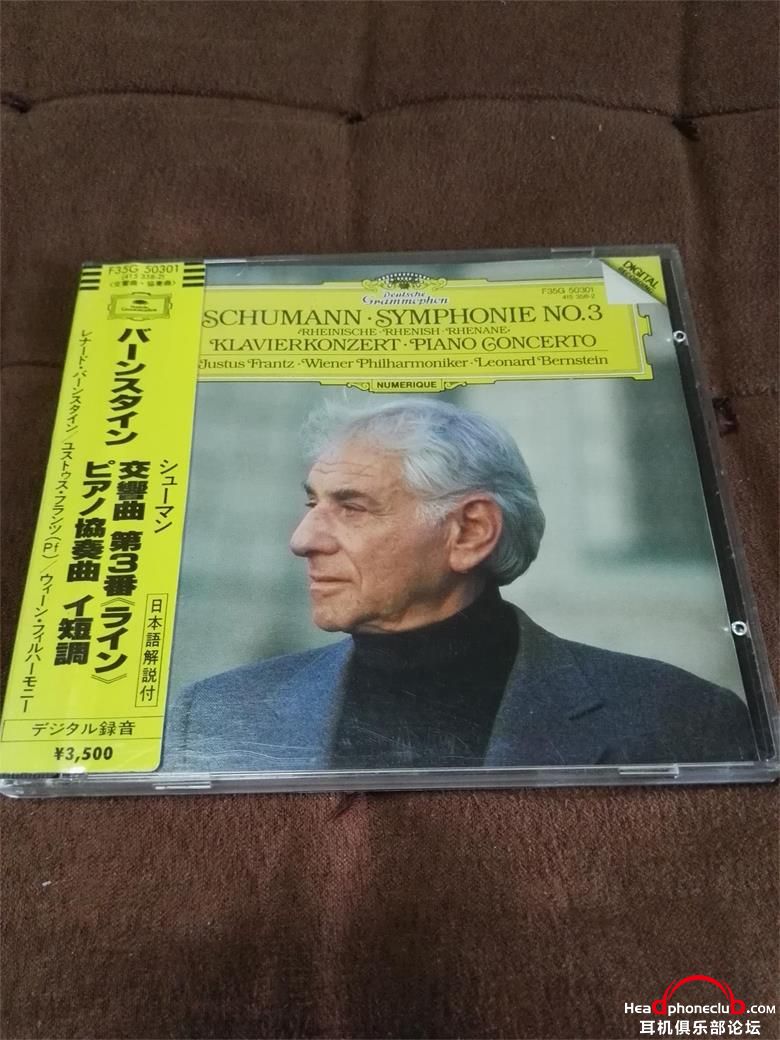 F35G 50301
(415 358-2)
〈交響曲・協奏曲〉
バーンスタイン
シューマン
交響曲 第3番《ライン》
ピアノ協奏曲 イ短調
レナード・バーンスタイン/ユストゥス・フランツ(Pf)/ウィーン・フィルハーモニー
日本語解説付
デジタル録音
¥3,500
Deutsche
Grammophon
F35G 50301
415 358-2
DIGITAL
RECORDING
SCHUMANN·SYMPHONIE NO.3
›RHEINISCHE·RHENISH·RHENANE‹
KLAVIERKONZERT·PIANO CONCERTO
Justus Frantz·Wiener Philharmoniker·Leonard Bernstein
NUMERIQUE
HeadphoneclubD.COM
耳机俱乐部论坛